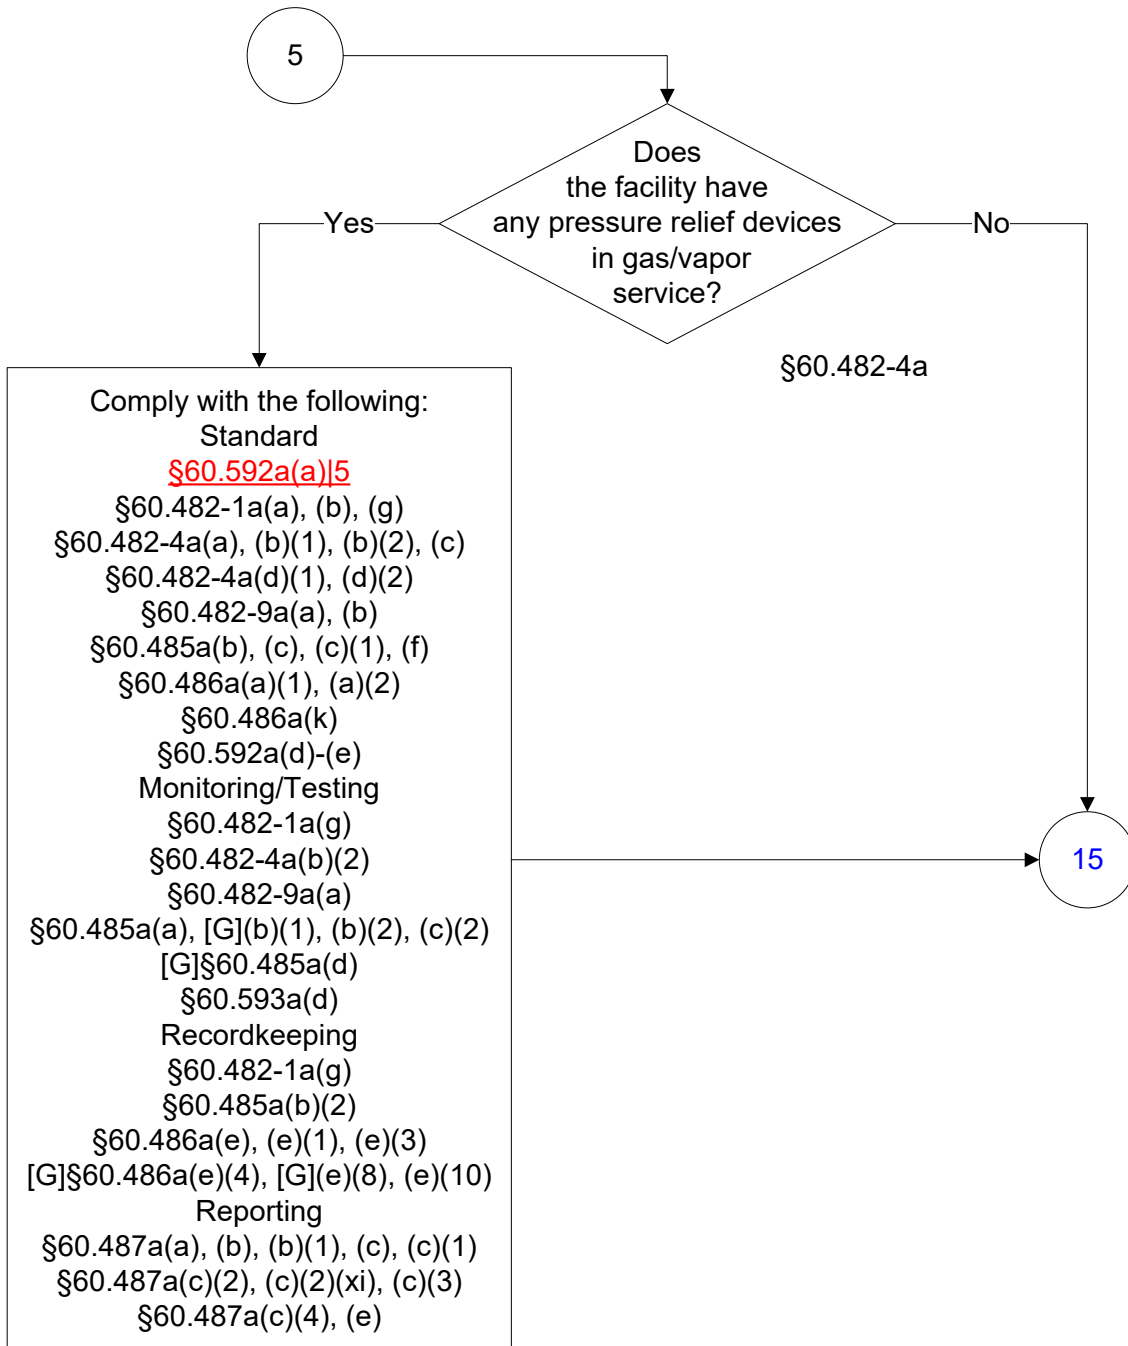 5
Does
the facility have
any pressure relief devices
in gas/vapor
service?
Yes
No
§60.482-4a
Comply with the following:
Standard
§60.592a(a)|5
§60.482-1a(a), (b), (g)
§60.482-4a(a), (b)(1), (b)(2), (c)
§60.482-4a(d)(1), (d)(2)
§60.482-9a(a), (b)
§60.485a(b), (c), (c)(1), (f)
§60.486a(a)(1), (a)(2)
§60.486a(k)
§60.592a(d)-(e)
Monitoring/Testing
§60.482-1a(g)
§60.482-4a(b)(2)
§60.482-9a(a)
§60.485a(a), [G](b)(1), (b)(2), (c)(2)
[G]§60.485a(d)
§60.593a(d)
Recordkeeping
§60.482-1a(g)
§60.485a(b)(2)
§60.486a(e), (e)(1), (e)(3)
[G]§60.486a(e)(4), [G](e)(8), (e)(10)
Reporting
§60.487a(a), (b), (b)(1), (c), (c)(1)
§60.487a(c)(2), (c)(2)(xi), (c)(3)
§60.487a(c)(4), (e)
15